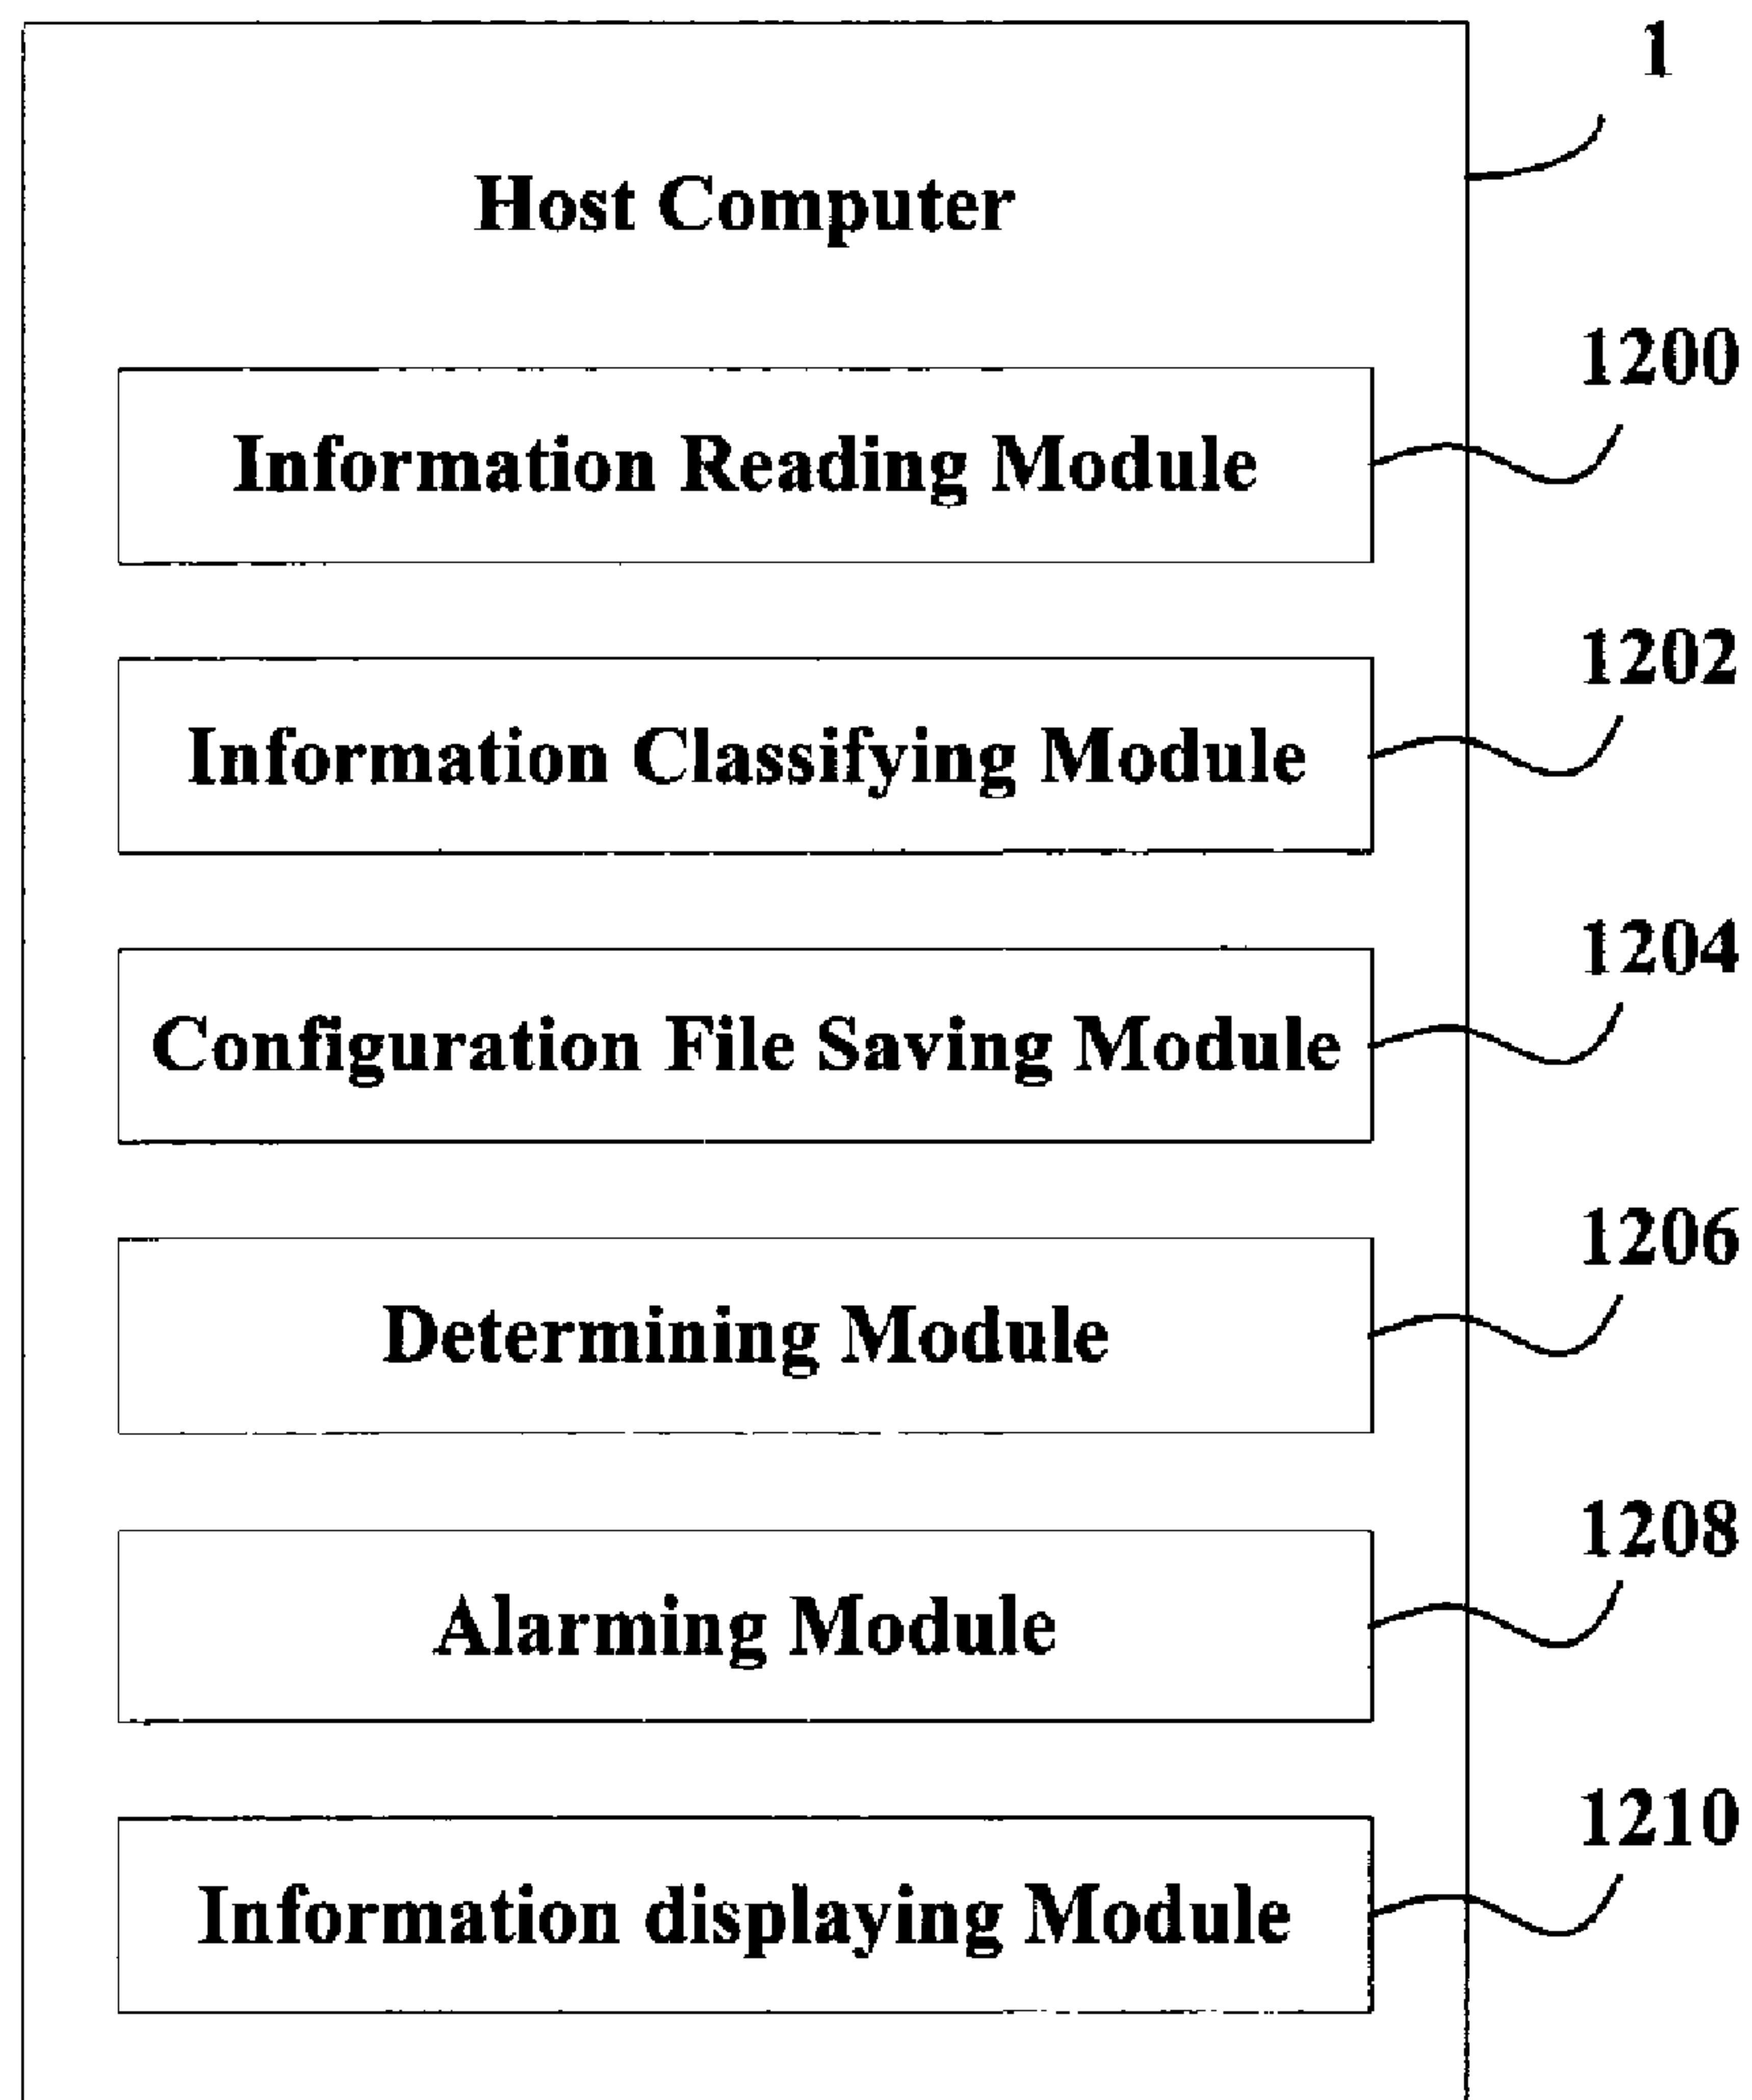 1
Host Computer
1200
Information Reading Module
1202
Information Classifying Module
1204
Configuration File Saving Module
1206
Determining Module
1208
Alarming Module
1210
Information displaying Module